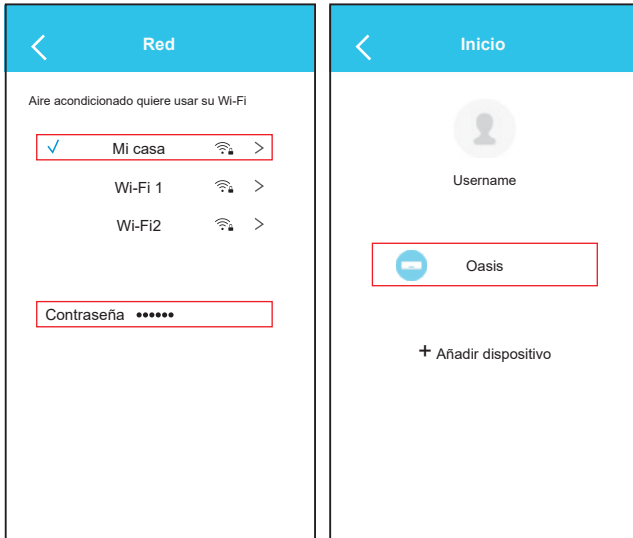 Red
Aire acondicionado quiere usar su Wi-Fi
Mi casa
Wi-Fi 1
Wi-Fi2
Contraseña ••••••
Inicio
Username
Oasis
+ Añadir dispositivo